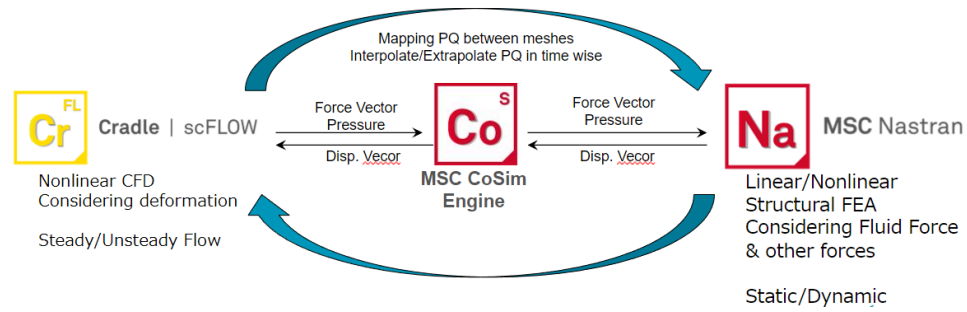 Mapping PQ between meshes
Interpolate/Extrapolate PQ in time wise
FL
Cr
Cradle | scFLOW
Force Vector
Pressure
Disp. Vecor
S
Co
MSC CoSim
Engine
Force Vector
Pressure
Disp. Vecor
Na
MSC Nastran
Nonlinear CFD
Considering deformation
Steady/Unsteady Flow
Linear/Nonlinear
Structural FEA
Considering Fluid Force
& other forces
Static/Dynamic